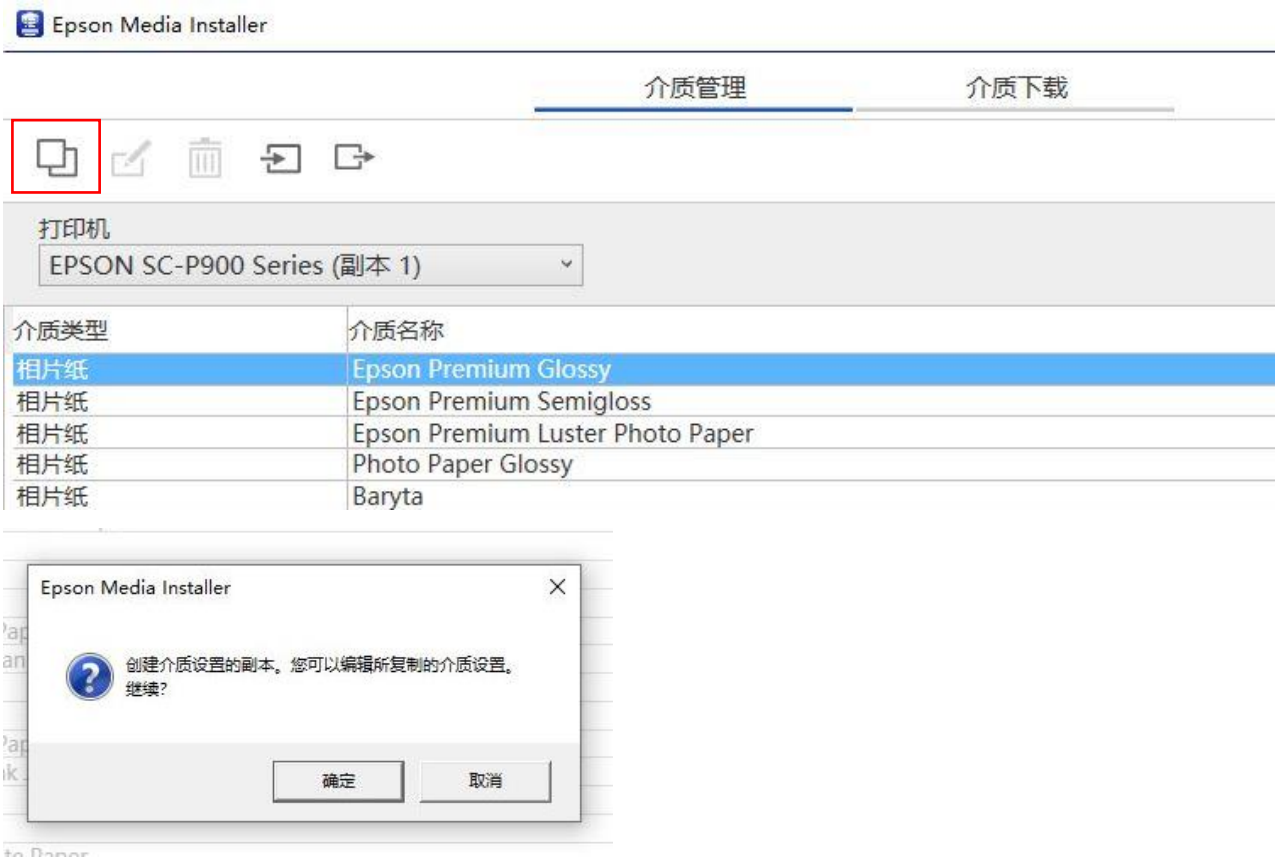 Epson Media Installer
介质管理 介质下载
打印机
EPSON SC-P900 Series (副本 1)
介质类型 介质名称
相片纸 Epson Premium Glossy
相片纸 Epson Premium Semigloss
相片纸 Epson Premium Luster Photo Paper
相片纸 Photo Paper Glossy
相片纸 Baryta
Epson Media Installer
创建介质设置的副本。您可以编辑所复制的介质设置。
继续?
确定 取消